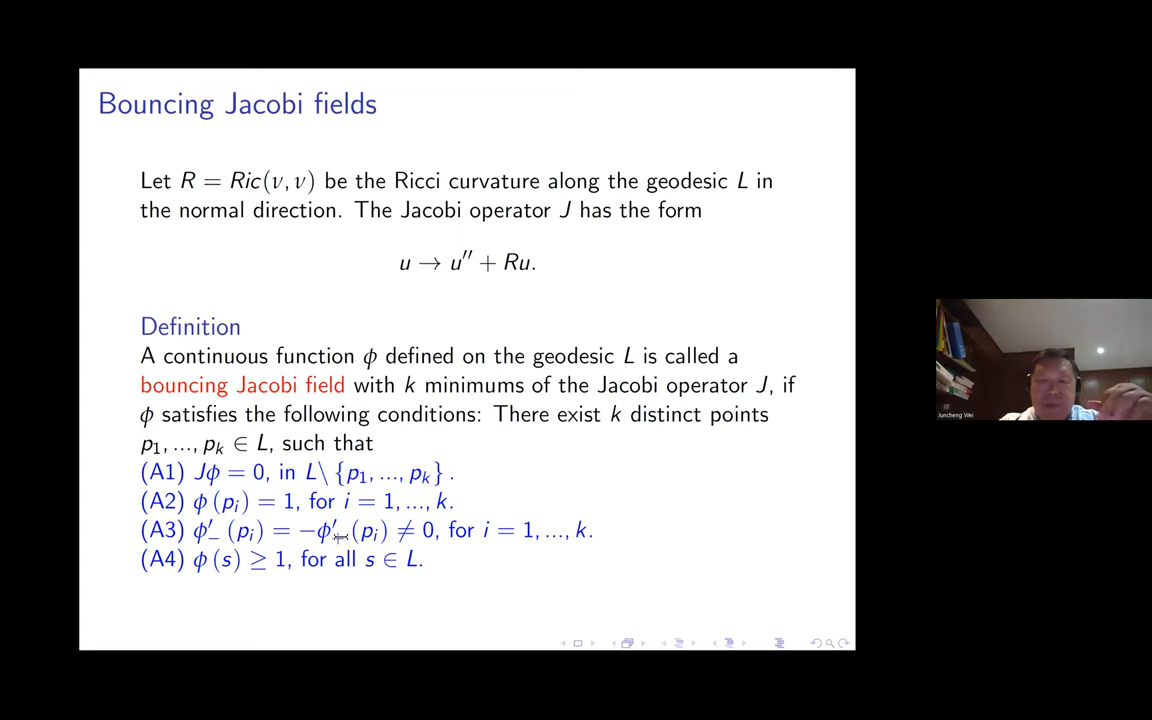 Bouncing Jacobi fields
Let R = Ric(ν, ν) be the Ricci curvature along the geodesic L in
the normal direction. The Jacobi operator J has the form
u → u′′ + Ru.
Definition
A continuous function ϕ defined on the geodesic L is called a
bouncing Jacobi field with k minimums of the Jacobi operator J, if
ϕ satisfies the following conditions: There exist k distinct points
p₁, ..., pₖ ∈ L, such that
(A1) Jϕ = 0, in L\ {p₁, ..., pₖ} .
(A2) ϕ (pᵢ) = 1, for i = 1, ..., k.
(A3) ϕ′₋ (pᵢ) = −ϕ′₊ (pᵢ) ≠ 0, for i = 1, ..., k.
(A4) ϕ (s) ≥ 1, for all s ∈ L.
Juncheng Wei